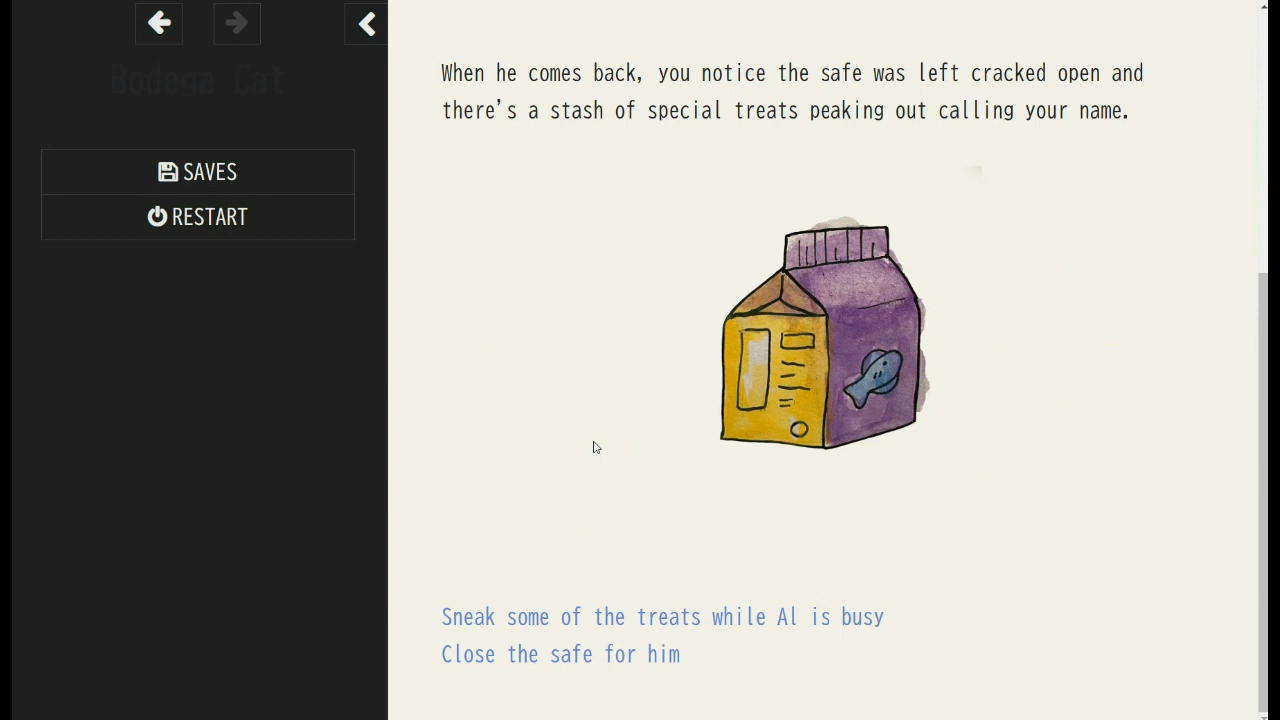 Bodega Cat
SAVES
RESTART
When he comes back, you notice the safe was left cracked open and
there's a stash of special treats peaking out calling your name.
Sneak some of the treats while Al is busy
Close the safe for him